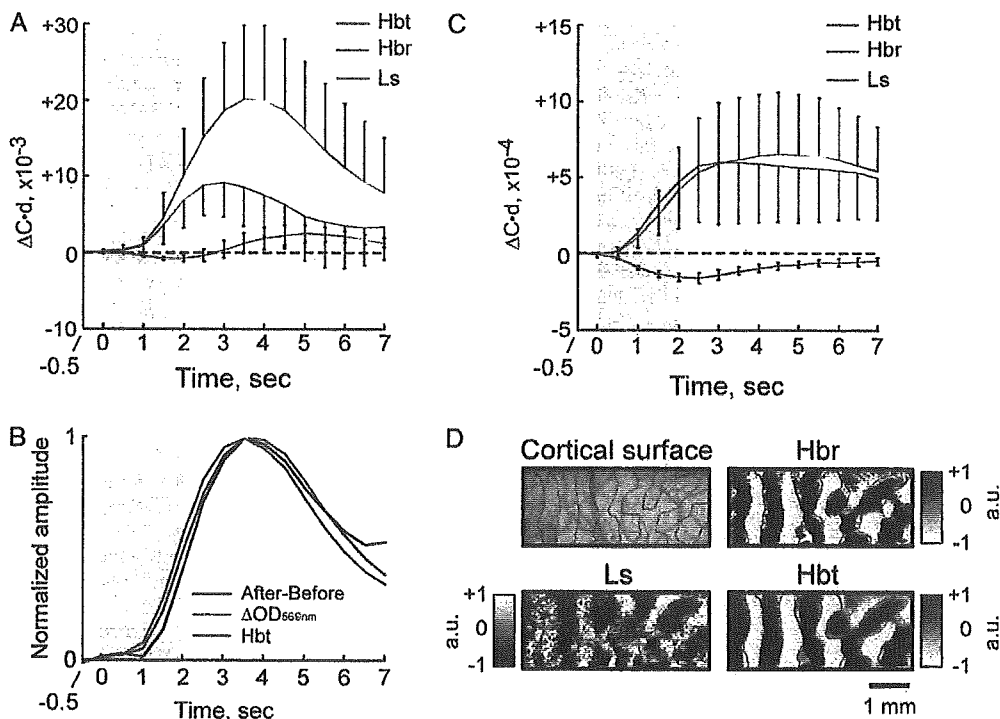 A
+30
+20
+10
0
-10
ΔC•d, x10-3
Hbt
Hbr
Ls
/ 0 1 2 3 4 5 6 7
-0.5
Time, sec
C
+15
+10
+5
0
-5
ΔC•d, x10-4
Hbt
Hbr
Ls
/ 0 1 2 3 4 5 6 7
-0.5
Time, sec
B
1
0
Normalized amplitude
After-Before
ΔOD569nm
Hbt
/ 0 1 2 3 4 5 6 7
-0.5
Time, sec
D
Cortical surface
Hbr
+1
0
-1
a.u.
Ls
+1
0
-1
a.u.
Hbt
+1
0
-1
a.u.
1 mm